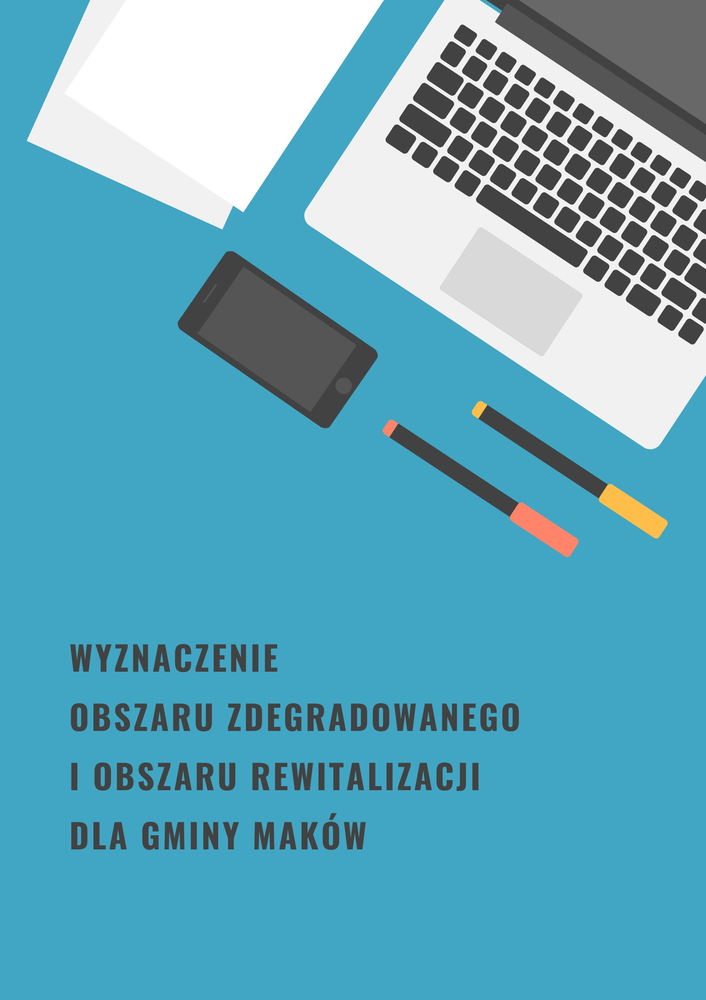 WYZNACZENIE
OBSZARU ZDEGRADOWANEGO
I OBSZARU REWITALIZACJI
DLA GMINY MAKÓW